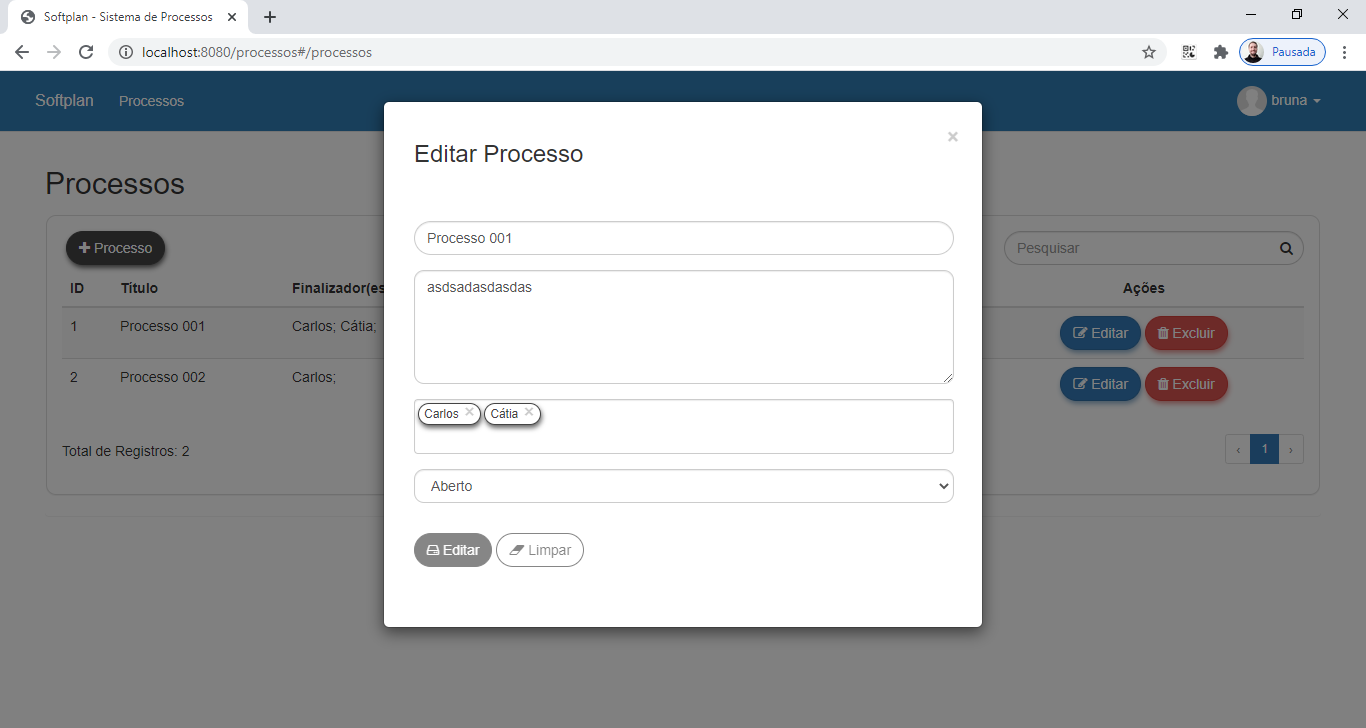 Softplan - Sistema de Processos
localhost:8080/processos#/processos
Pausada
Softplan Processos bruna
Processos
+ Processo
Pesquisar
ID Título Finalizador(es Ações
1 Processo 001 Carlos; Cátia; Editar Excluir
2 Processo 002 Carlos; Editar Excluir
Total de Registros: 2
‹ 1 ›
Editar Processo
×
Processo 001
asdsadasdasdas
Carlos × Cátia ×
Aberto
Editar Limpar